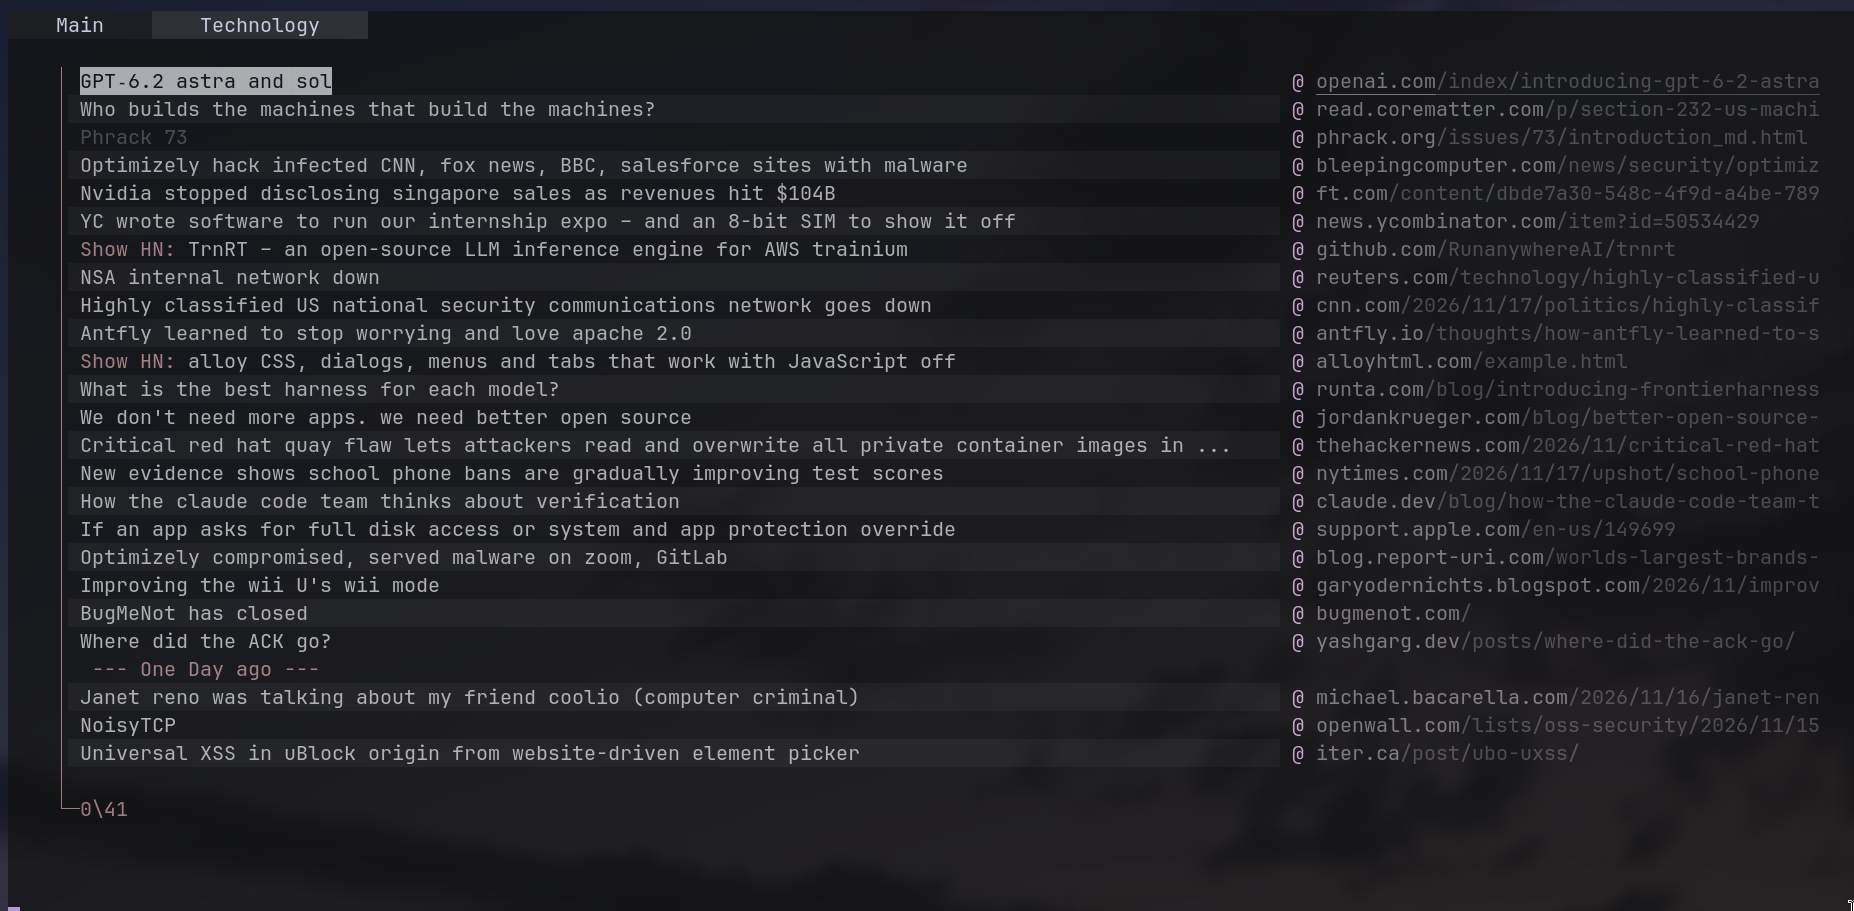 Main Technology
GPT-6.2 astra and sol @ openai.com/index/introducing-gpt-6-2-astra
Who builds the machines that build the machines? @ read.corematter.com/p/section-232-us-machi
Phrack 73 @ phrack.org/issues/73/introduction_md.html
Optimizely hack infected CNN, fox news, BBC, salesforce sites with malware @ bleepingcomputer.com/news/security/optimiz
Nvidia stopped disclosing singapore sales as revenues hit $104B @ ft.com/content/dbde7a30-548c-4f9d-a4be-789
YC wrote software to run our internship expo – and an 8-bit SIM to show it off @ news.ycombinator.com/item?id=50534429
Show HN: TrnRT – an open-source LLM inference engine for AWS trainium @ github.com/RunanywhereAI/trnrt
NSA internal network down @ reuters.com/technology/highly-classified-u
Highly classified US national security communications network goes down @ cnn.com/2026/11/17/politics/highly-classif
Antfly learned to stop worrying and love apache 2.0 @ antfly.io/thoughts/how-antfly-learned-to-s
Show HN: alloy CSS, dialogs, menus and tabs that work with JavaScript off @ alloyhtml.com/example.html
What is the best harness for each model? @ runta.com/blog/introducing-frontierharness
We don't need more apps. we need better open source @ jordankrueger.com/blog/better-open-source-
Critical red hat quay flaw lets attackers read and overwrite all private container images in ... @ thehackernews.com/2026/11/critical-red-hat
New evidence shows school phone bans are gradually improving test scores @ nytimes.com/2026/11/17/upshot/school-phone
How the claude code team thinks about verification @ claude.dev/blog/how-the-claude-code-team-t
If an app asks for full disk access or system and app protection override @ support.apple.com/en-us/149699
Optimizely compromised, served malware on zoom, GitLab @ blog.report-uri.com/worlds-largest-brands-
Improving the wii U's wii mode @ garyodernichts.blogspot.com/2026/11/improv
BugMeNot has closed @ bugmenot.com/
Where did the ACK go? @ yashgarg.dev/posts/where-did-the-ack-go/
--- One Day ago ---
Janet reno was talking about my friend coolio (computer criminal) @ michael.bacarella.com/2026/11/16/janet-ren
NoisyTCP @ openwall.com/lists/oss-security/2026/11/15
Universal XSS in uBlock origin from website-driven element picker @ iter.ca/post/ubo-uxss/
0\41